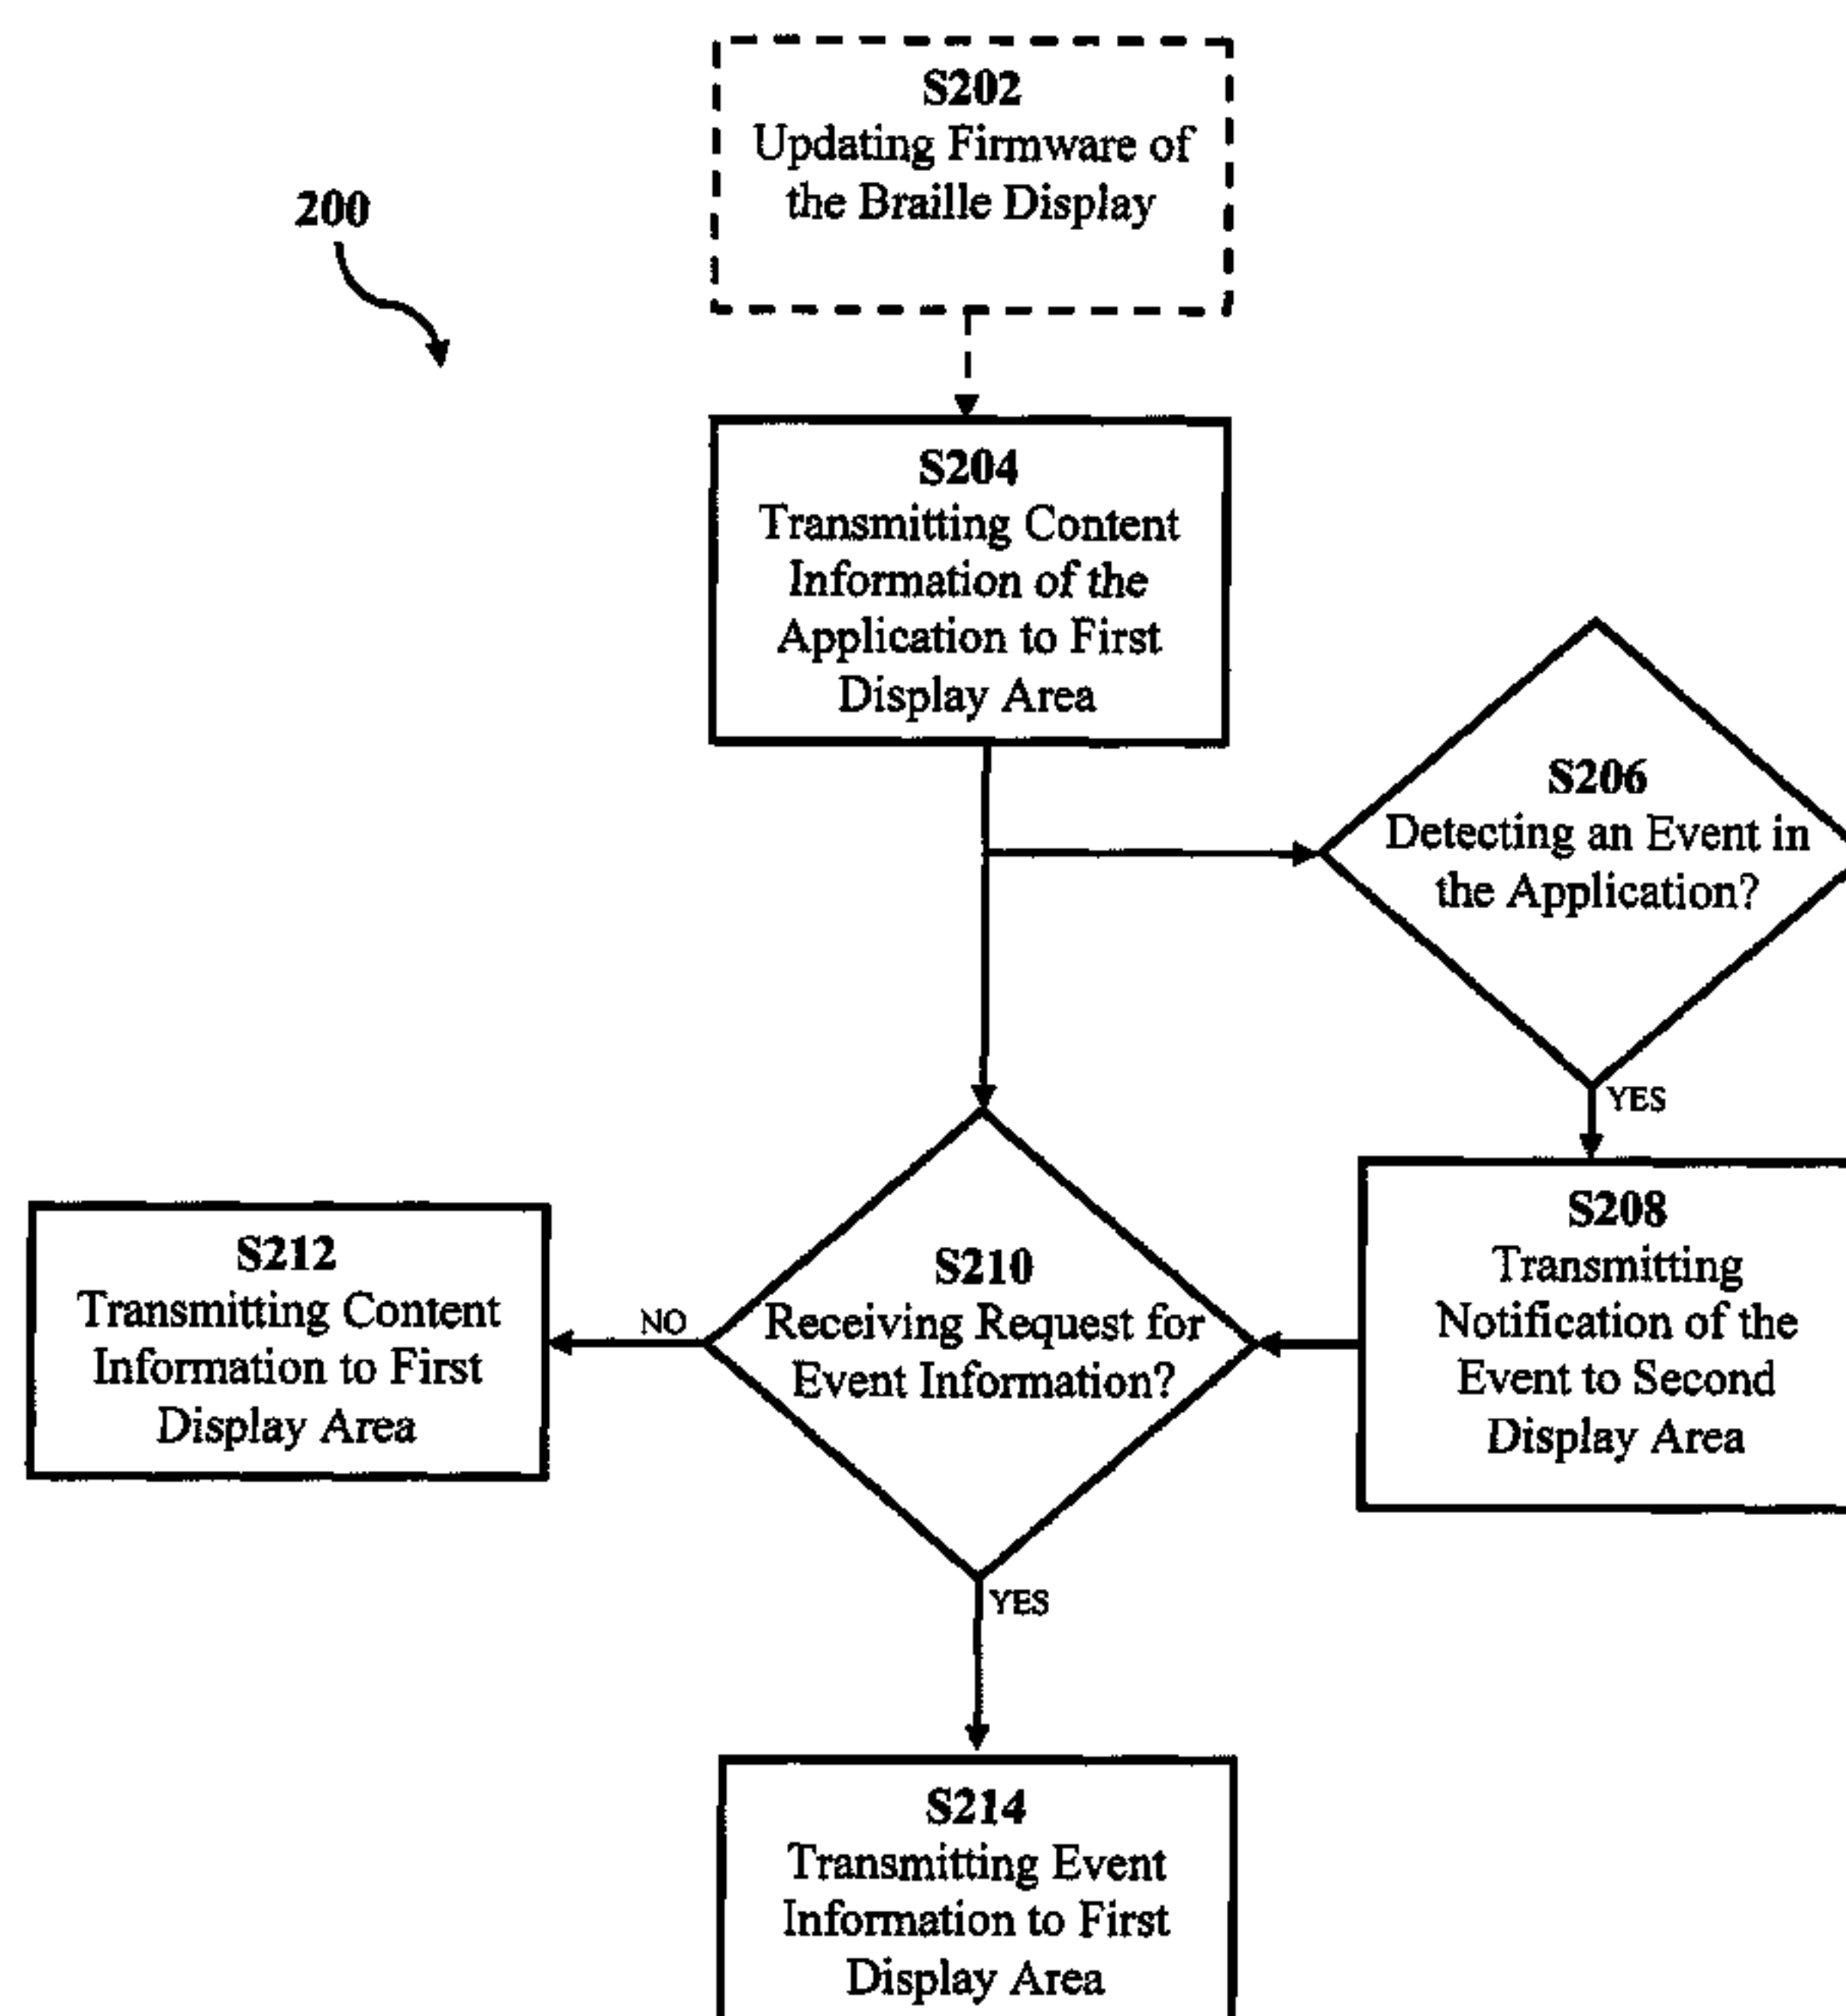 S202
Updating Firmware of
the Braille Display
200
S204
Transmitting Content
Information of the
Application to First
Display Area
S206
Detecting an Event in
the Application?
YES
S208
Transmitting
Notification of the
Event to Second
Display Area
S210
Receiving Request for
Event Information?
NO
S212
Transmitting Content
Information to First
Display Area
YES
S214
Transmitting Event
Information to First
Display Area